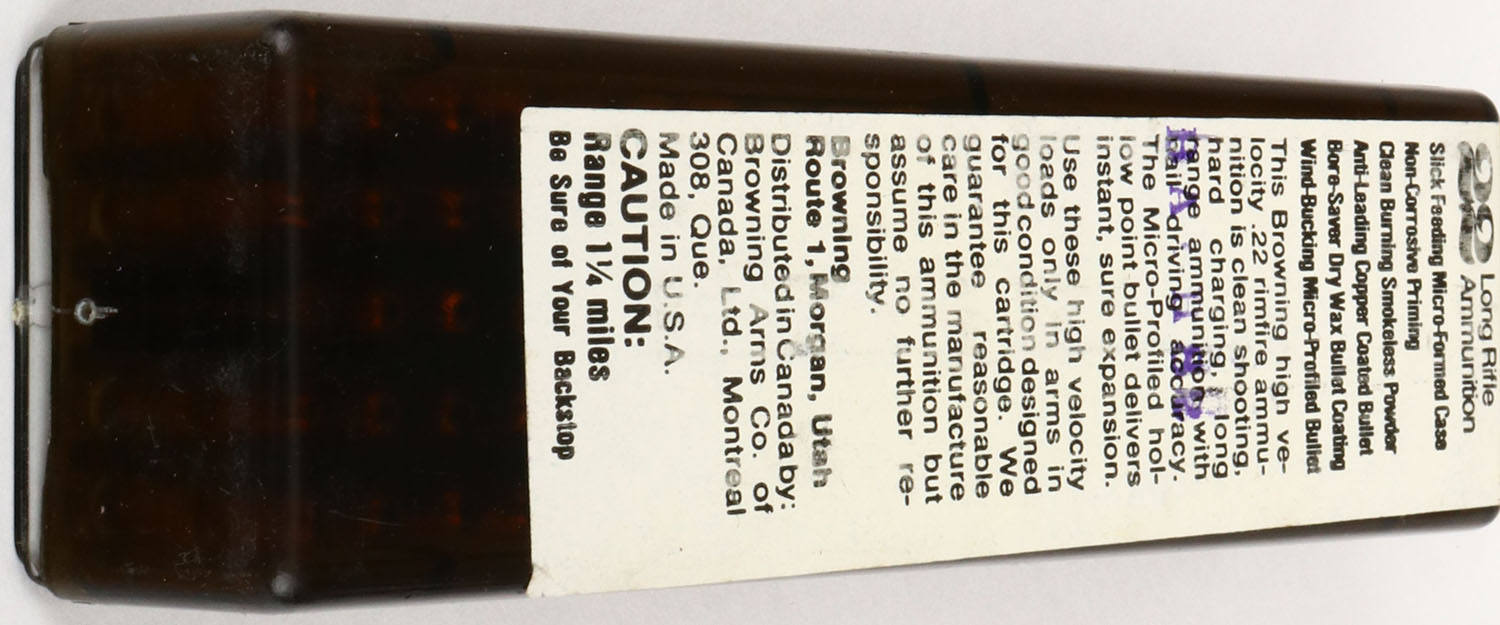 22 Long Rifle
Ammunition
Slick Feeding Micro-Formed Case
Non-Corrosive Priming
Clean Burning Smokeless Powder
Anti-Leading Copper Coated Bullet
Bore-Saver Dry Wax Bullet Coating
Wind-Bucking Micro-Profiled Bullet
This Browning high ve-
locity .22 rimfire ammu-
nition is clean shooting,
hard charging, long
range ammunition with
nail driving accuracy.
The Micro-Profiled hol-
low point bullet delivers
instant, sure expansion.
Use these high velocity
loads only in arms in
good condition designed
for this cartridge. We
guarantee reasonable
care in the manufacture
of this ammunition but
assume no further re-
sponsibility.
Browning
Route 1, Morgan, Utah
Distributed in Canada by:
Browning Arms Co. of
Canada, Ltd., Montreal
308, Que.
Made in U.S.A.
CAUTION:
Range 1¼ miles
Be Sure of Your Backstop